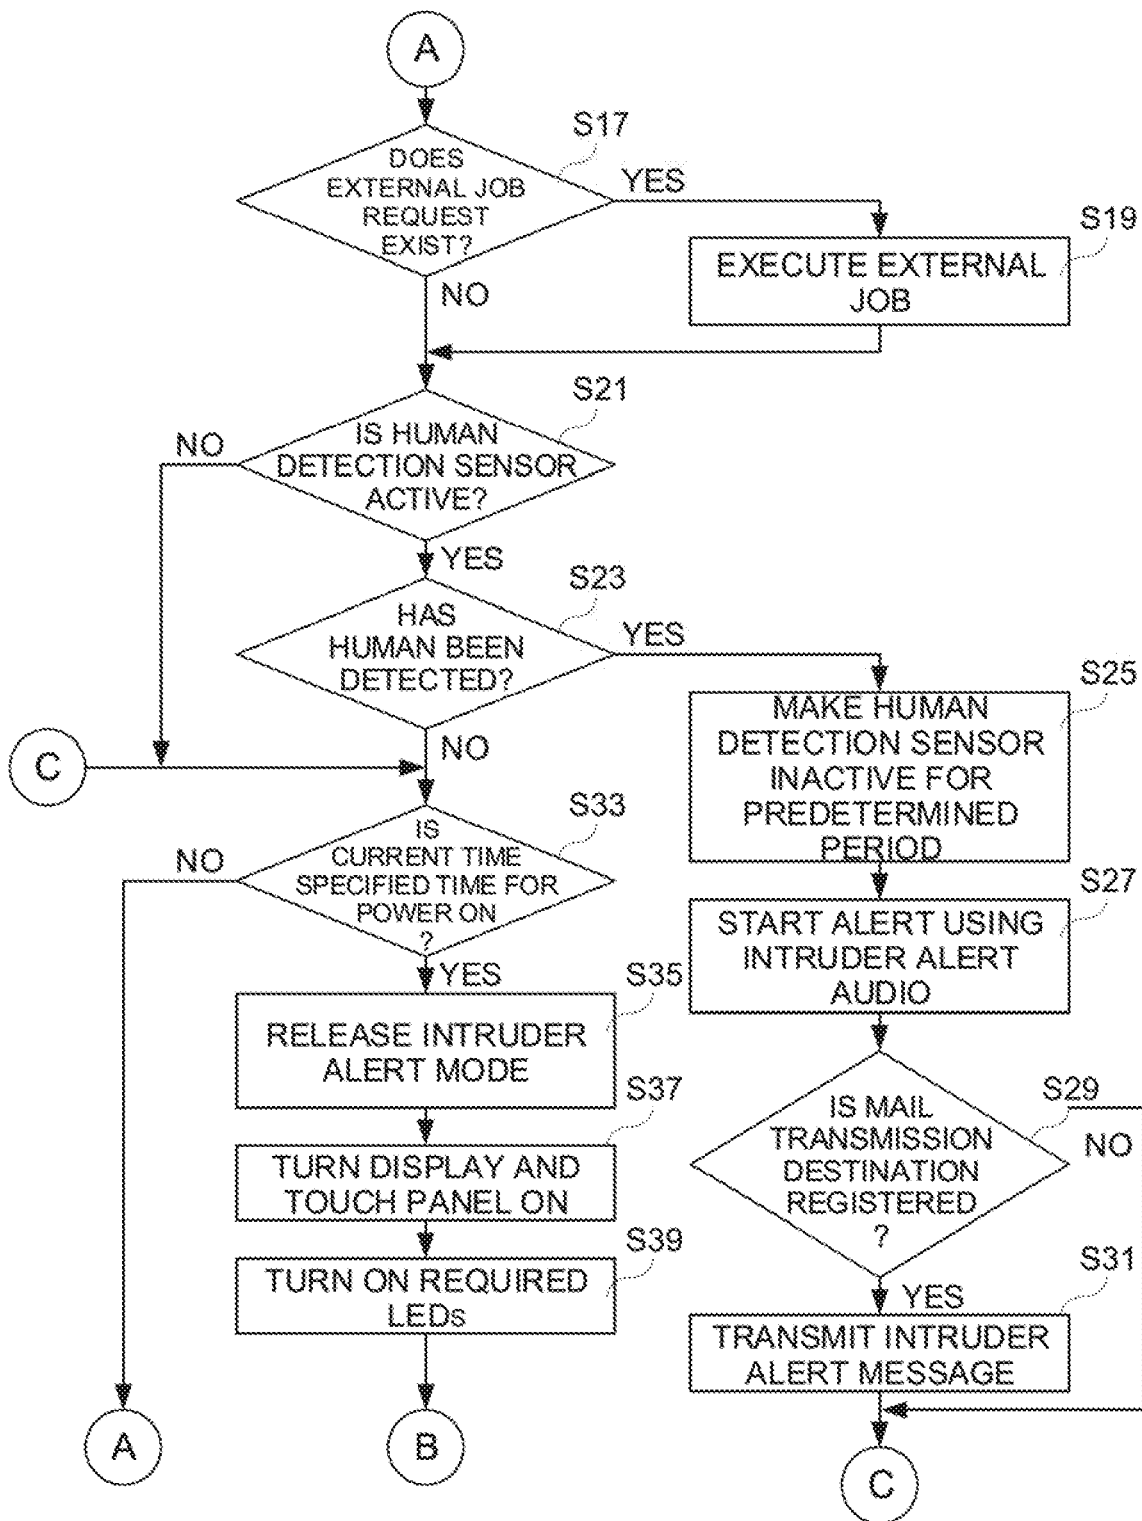 A
S17
DOES
EXTERNAL JOB
REQUEST
EXIST?
YES
NO
S19
EXECUTE EXTERNAL
JOB
S21
IS HUMAN
DETECTION SENSOR
ACTIVE?
NO
YES
S23
HAS
HUMAN BEEN
DETECTED?
YES
NO
S25
MAKE HUMAN
DETECTION SENSOR
INACTIVE FOR
PREDETERMINED
PERIOD
C
S33
IS
CURRENT TIME
SPECIFIED TIME FOR
POWER ON
?
NO
YES
S27
START ALERT USING
INTRUDER ALERT
AUDIO
S35
RELEASE INTRUDER
ALERT MODE
S29
IS MAIL
TRANSMISSION
DESTINATION
REGISTERED
?
NO
YES
S37
TURN DISPLAY AND
TOUCH PANEL ON
S39
TURN ON REQUIRED
LEDs
S31
TRANSMIT INTRUDER
ALERT MESSAGE
A
B
C